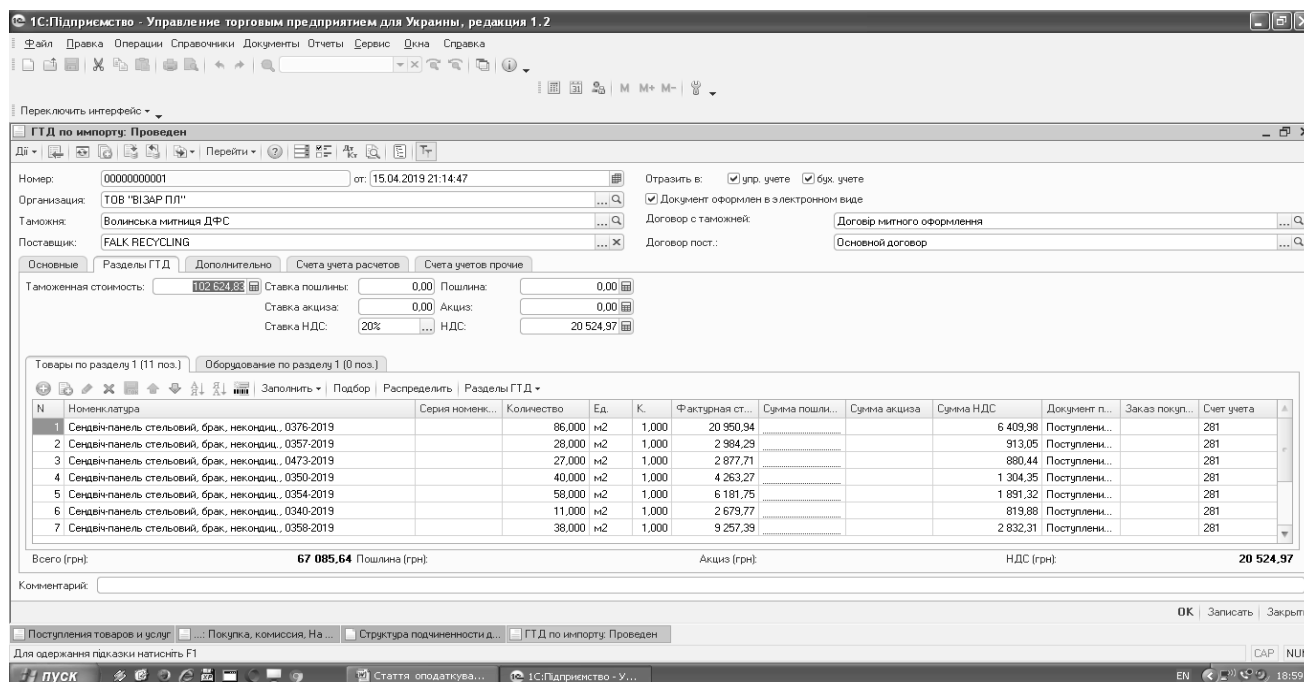 1С:Підприємство - Управление торговым предприятием для Украины, редакция 1.2
Файл Правка Операции Справочники Документы Отчеты Сервис Окна Справка
31 M M+ M-
Переключить интерфейс
ГТД по импорту: Проведен
Дії Перейти
Номер: 00000000001 от: 15.04.2019 21:14:47 Отразить в: упр. учете бух. учете
Организация: ТОВ "ВІЗАР ПЛ" Документ оформлен в электронном виде
Таможня: Волинська митниця ДФС Договор с таможней: Договір митного оформлення
Поставщик: FALK RECYCLING Договор пост.: Основной договор
Основные Разделы ГТД Дополнительно Счета учета расчетов Счета учетов прочие
Таможенная стоимость: 102 624,83 Ставка пошлины: 0,00 Пошлина: 0,00
Ставка акциза: 0,00 Акциз: 0,00
Ставка НДС: 20% ... НДС: 20 524,97
Товары по разделу 1 (11 поз.) Оборудование по разделу 1 (0 поз.)
Заполнить Подбор Распределить Разделы ГТД
N Номенклатура Серия номенк... Количество Ед. К. Фактурная ст... Сумма пошли... Сумма акциза Сумма НДС Документ п... Заказ покуп... Счет учета
1 Сендвіч-панель стельовий, брак, некондиц., 0376-2019 86,000 м2 1,000 20 950,94 6 409,98 Поступлени... 281
2 Сендвіч-панель стельовий, брак, некондиц., 0357-2019 28,000 м2 1,000 2 984,29 913,05 Поступлени... 281
3 Сендвіч-панель стельовий, брак, некондиц., 0473-2019 27,000 м2 1,000 2 877,71 880,44 Поступлени... 281
4 Сендвіч-панель стельовий, брак, некондиц., 0350-2019 40,000 м2 1,000 4 263,27 1 304,35 Поступлени... 281
5 Сендвіч-панель стельовий, брак, некондиц., 0354-2019 58,000 м2 1,000 6 181,75 1 891,32 Поступлени... 281
6 Сендвіч-панель стельовий, брак, некондиц., 0340-2019 11,000 м2 1,000 2 679,77 819,88 Поступлени... 281
7 Сендвіч-панель стельовий, брак, некондиц., 0358-2019 38,000 м2 1,000 9 257,39 2 832,31 Поступлени... 281
Всего (грн): 67 085,64 Пошлина (грн): Акциз (грн): НДС (грн): 20 524,97
Комментарий:
OK Записать Закрыть
Поступления товаров и услуг ...: Покупка, комиссия, На ... Структура подчиненности д... ГТД по импорту: Проведен
Для одержання підказки натисніть F1 CAP NUM
пуск Стаття оподаткува... 1С:Підприємство - У... EN 18:59